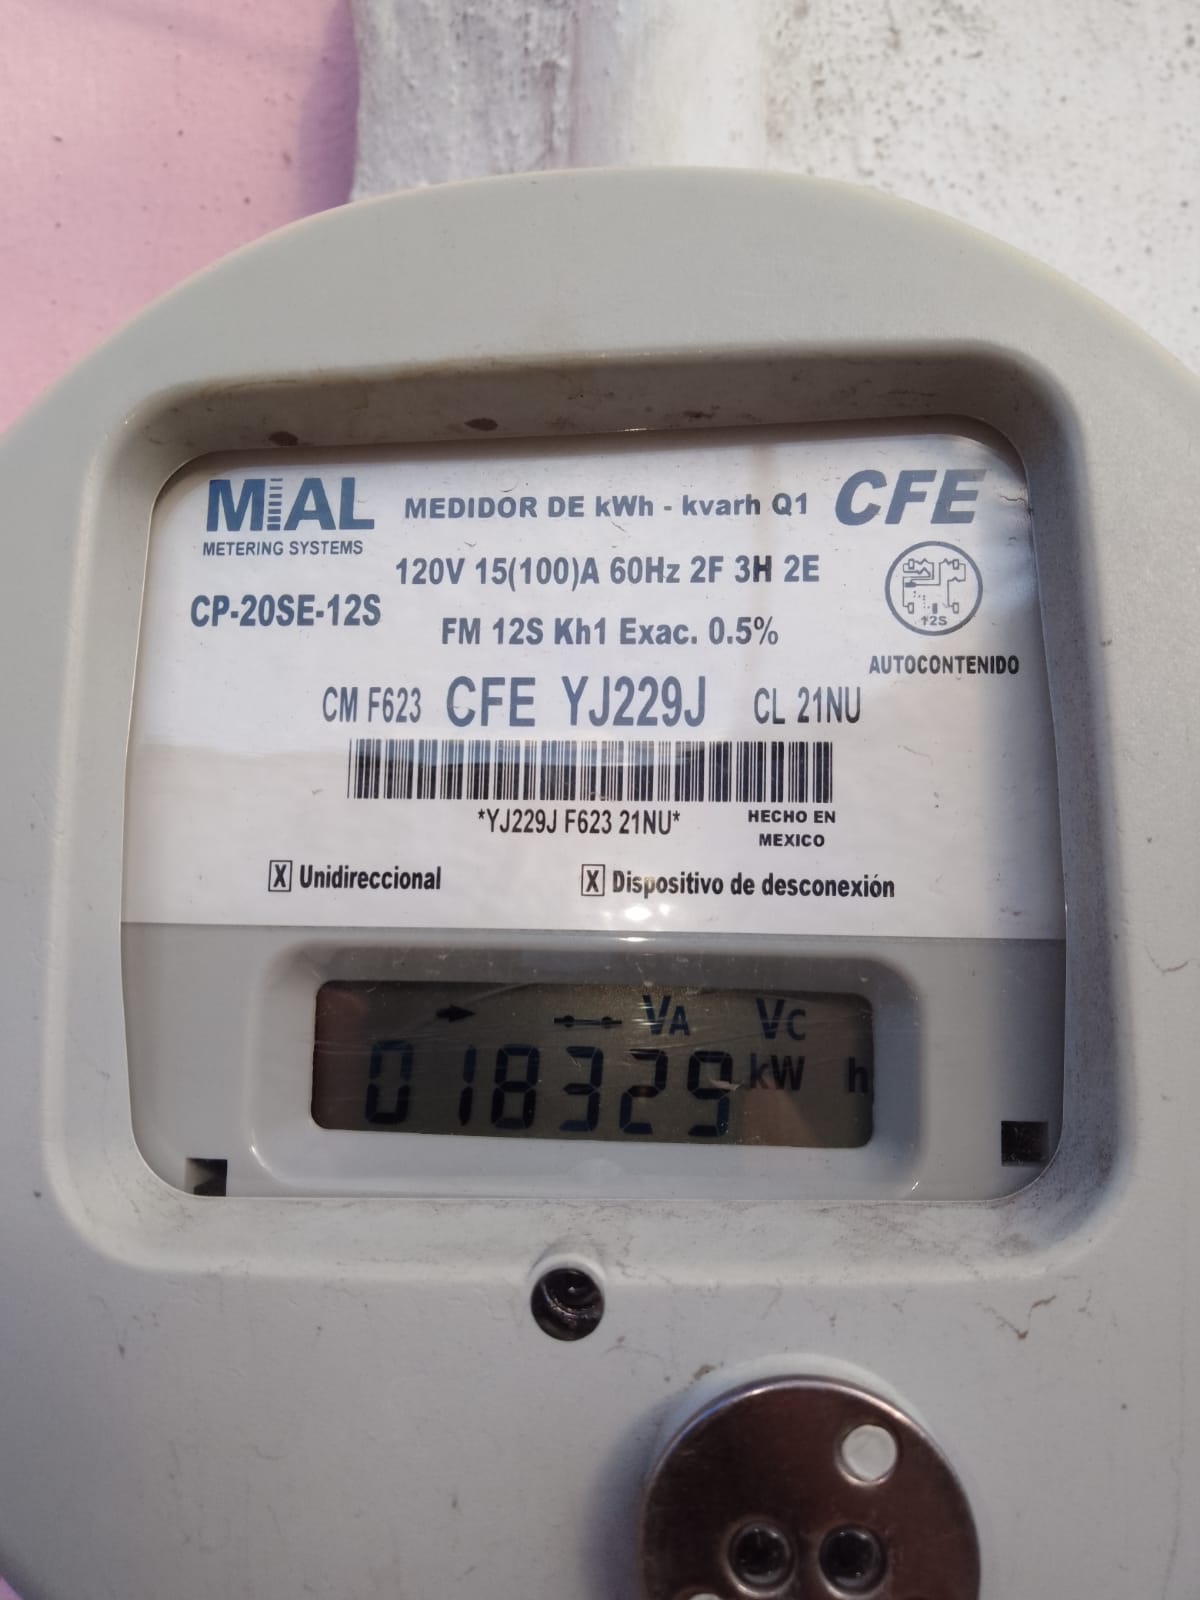 MIAL
METERING SYSTEMS
MEDIDOR DE kWh - kvarh Q1
CFE
120V 15(100)A 60Hz 2F 3H 2E
CP-20SE-12S
FM 12S Kh1 Exac. 0.5%
12S
AUTOCONTENIDO
CM F623 CFE YJ229J CL 21NU
*YJ229J F623 21NU*
HECHO EN
MEXICO
X Unidireccional
X Dispositivo de desconexión
VA VC
018329 kW h